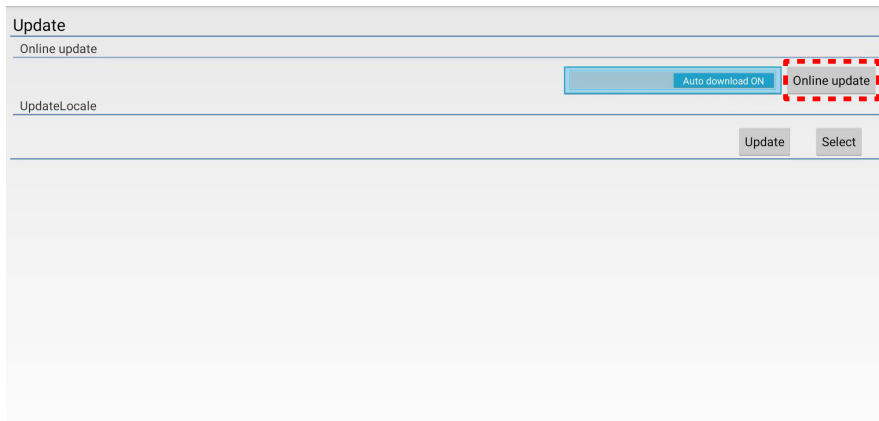 Update
Online update
Auto download ON
Online update
UpdateLocale
Update
Select